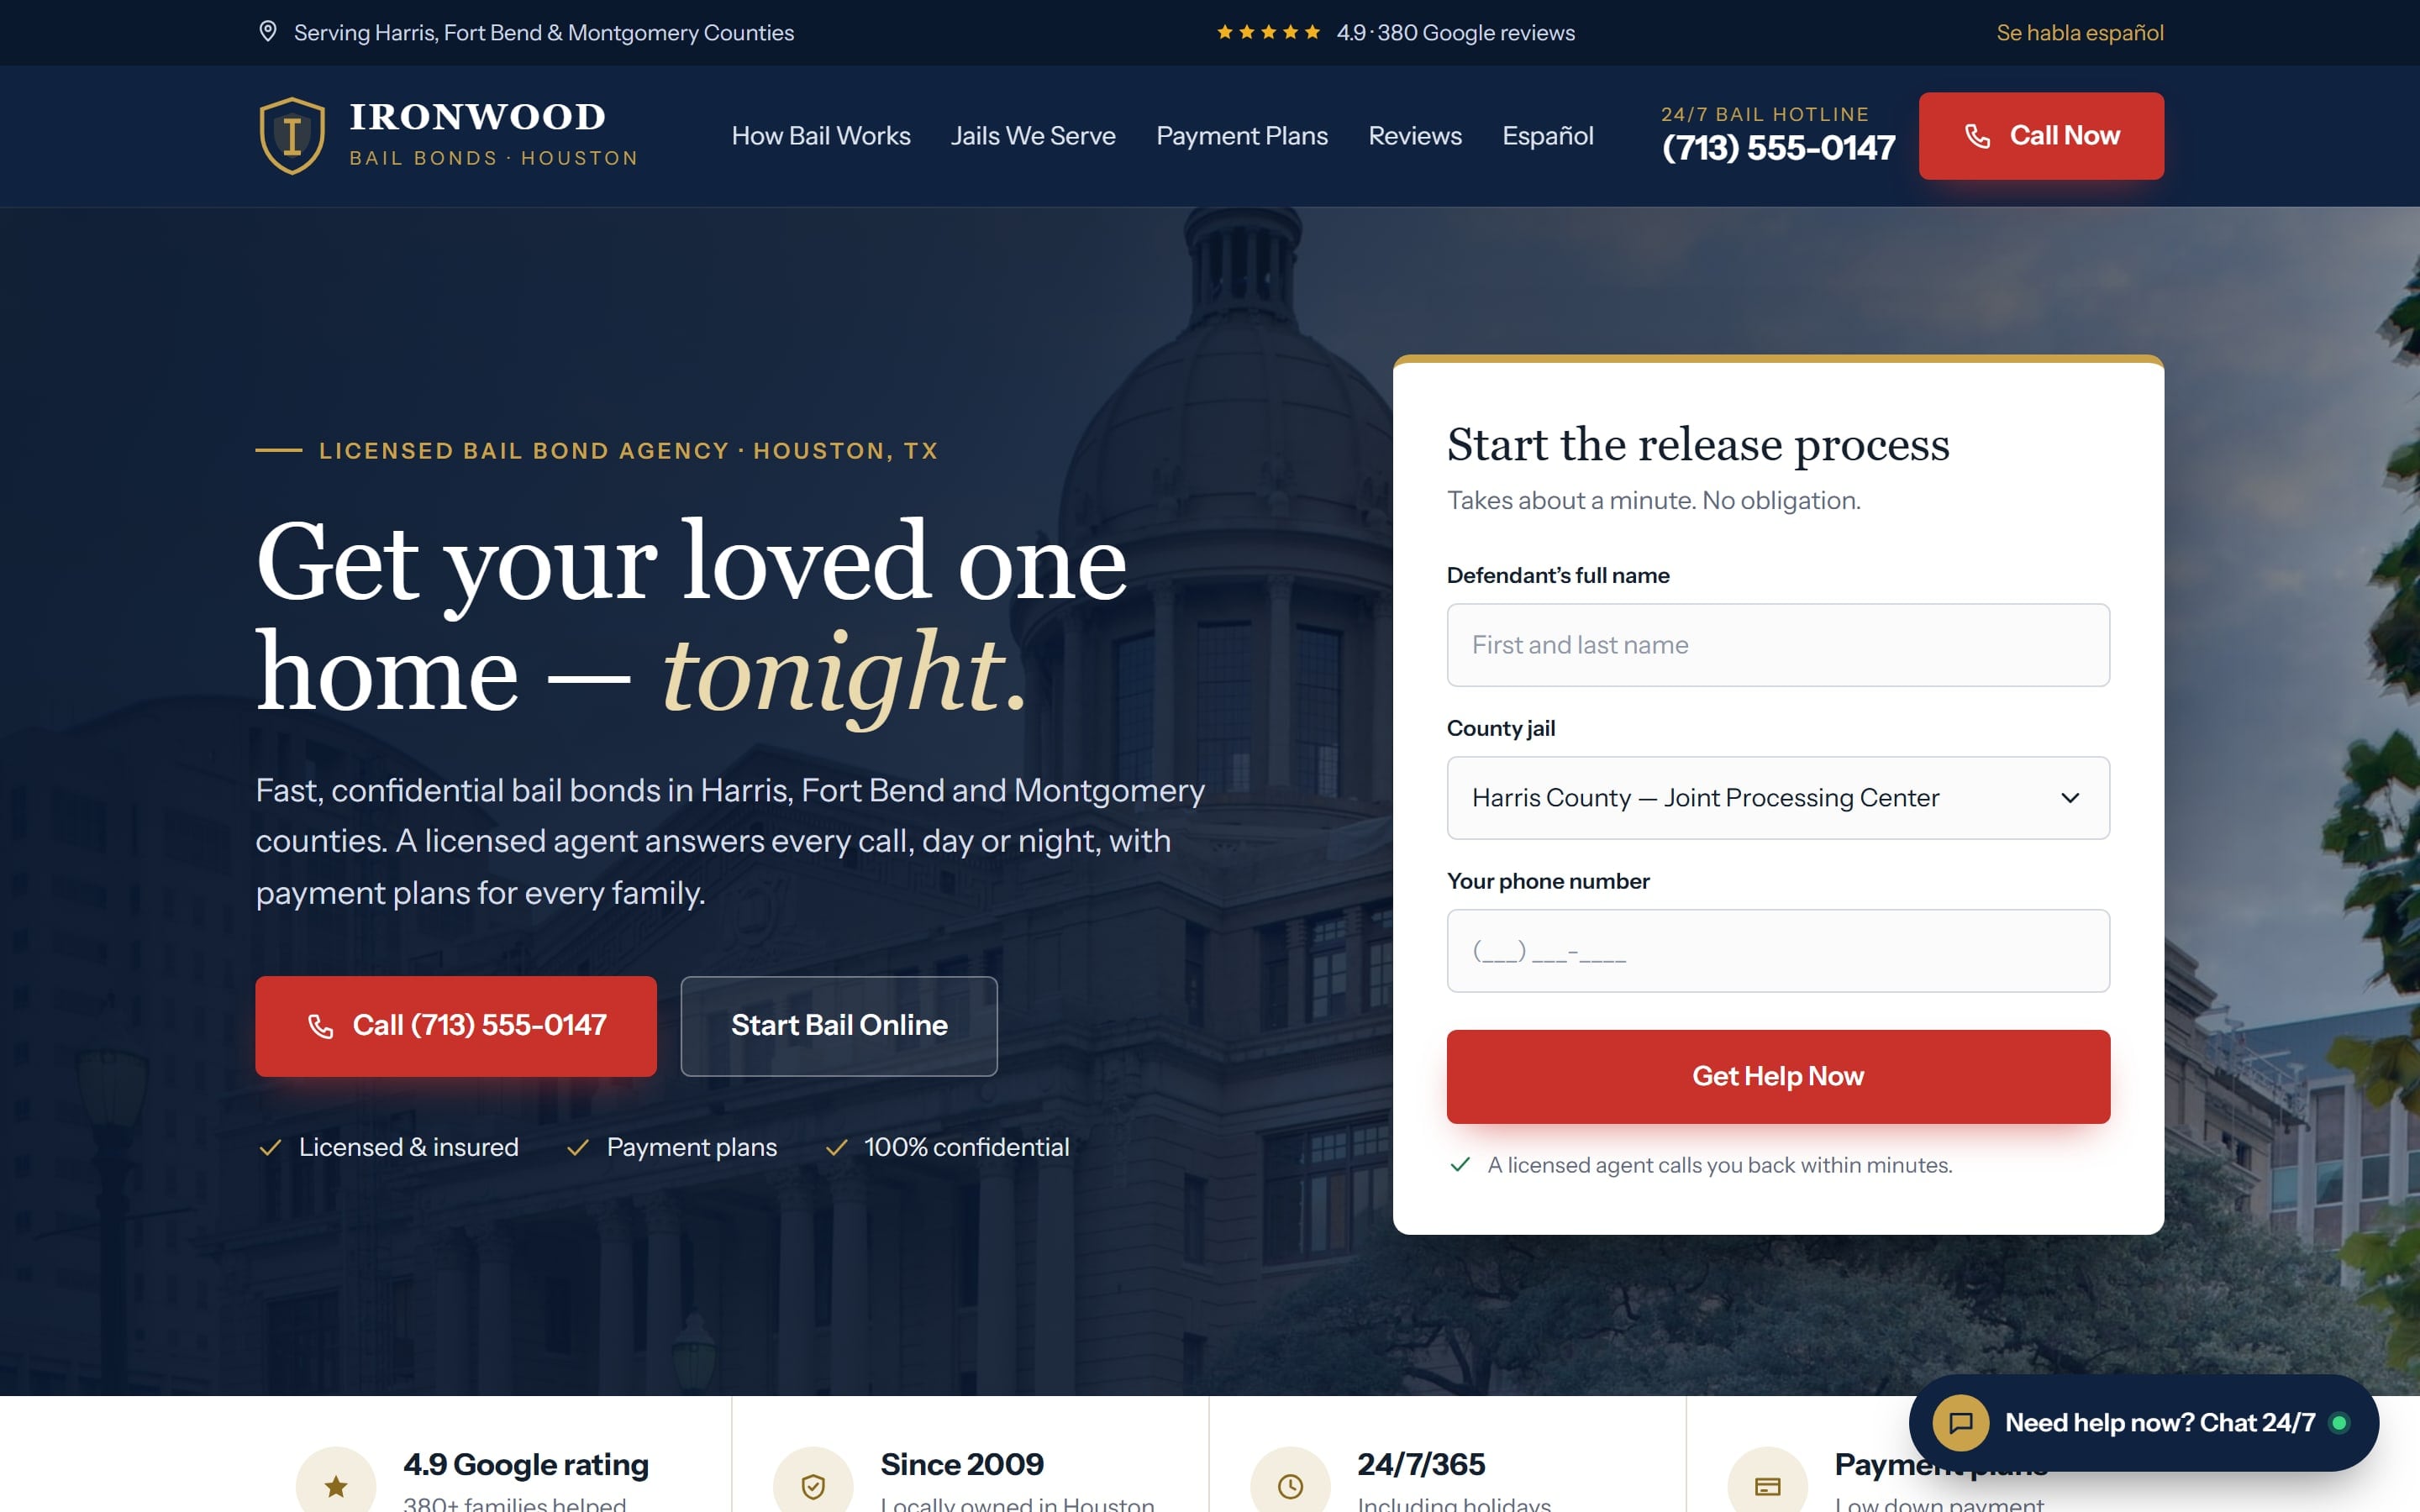 Serving Harris, Fort Bend & Montgomery Counties
4.9 · 380 Google reviews
Se habla español
IRONWOOD
BAIL BONDS · HOUSTON
How Bail Works
Jails We Serve
Payment Plans
Reviews
Español
24/7 BAIL HOTLINE
(713) 555-0147
Call Now
LICENSED BAIL BOND AGENCY · HOUSTON, TX
Get your loved one
home — tonight.
Fast, confidential bail bonds in Harris, Fort Bend and Montgomery
counties. A licensed agent answers every call, day or night, with
payment plans for every family.
Call (713) 555-0147
Start Bail Online
Licensed & insured
Payment plans
100% confidential
Start the release process
Takes about a minute. No obligation.
Defendant’s full name
First and last name
County jail
Harris County — Joint Processing Center
Your phone number
(___) ___-____
Get Help Now
A licensed agent calls you back within minutes.
4.9 Google rating
380+ families helped
Since 2009
Locally owned in Houston
24/7/365
Including holidays
Payment plans
Low down payment
Need help now? Chat 24/7